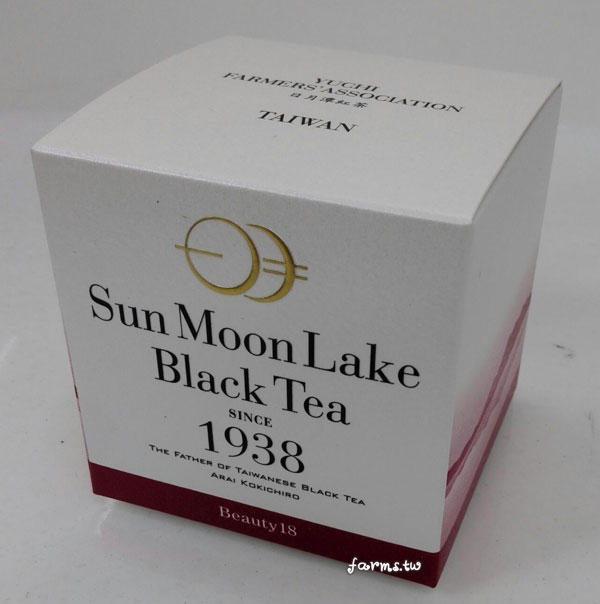 YUCHI
FARMERS' ASSOCIATION
日月潭紅茶
TAIWAN
Sun Moon Lake
Black Tea
SINCE
1938
THE FATHER OF TAIWANESE BLACK TEA
ARAI KOKICHIRO
Beauty18
farms.tw